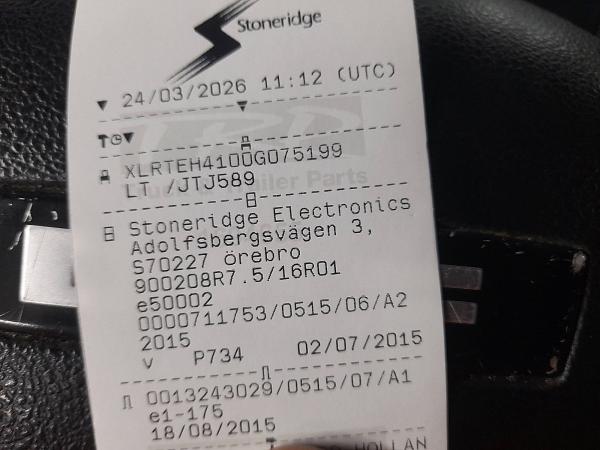 Stoneridge
▼ 24/03/2026 11:12 (UTC)
XLRTEH4100G075199
LT /JTJ589
Stoneridge Electronics
Adolfsbergsvägen 3,
S70227 Örebro
900208R7.5/16R01
e50002
0000711753/0515/06/A2
2015
v P734 02/07/2015
0013243029/0515/07/A1
e1-175
18/08/2015
HOLLAN